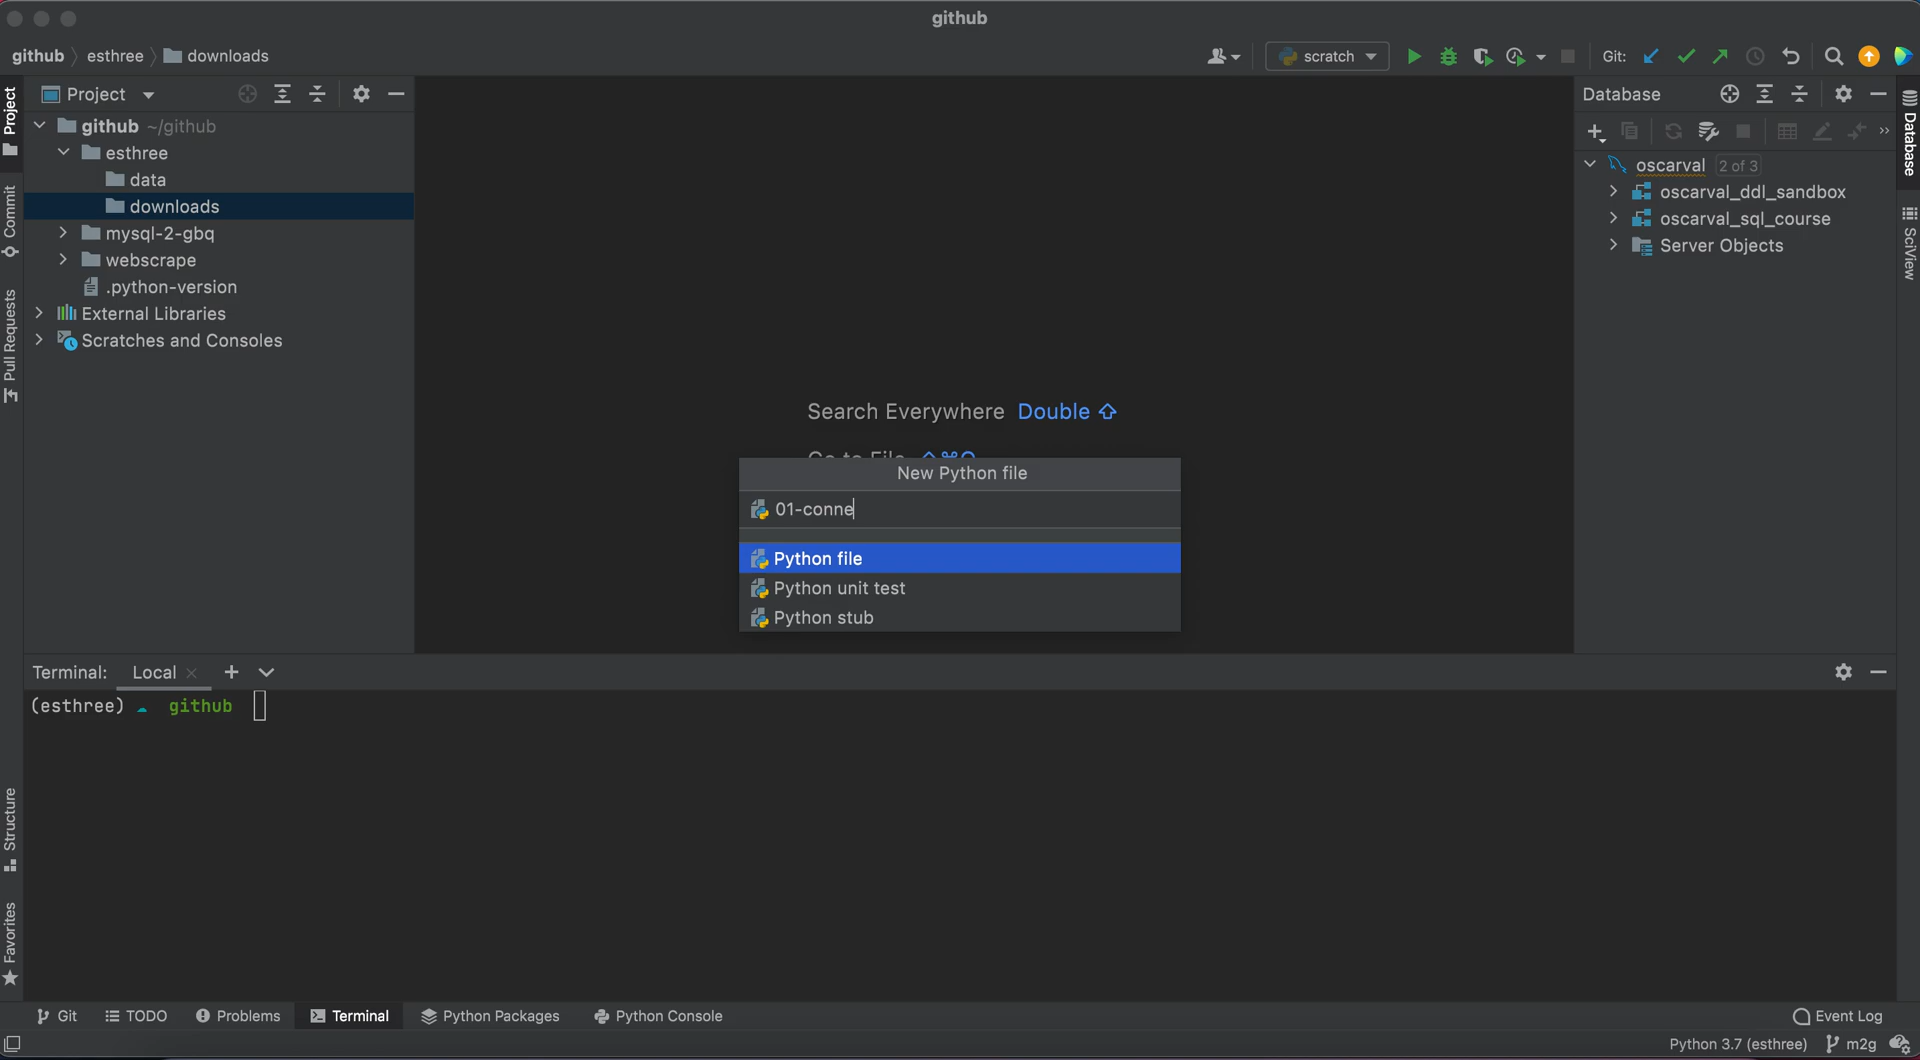 github
github esthree downloads
scratch
Git:
Project
github ~/github
esthree
data
downloads
mysql-2-gbq
webscrape
.python-version
External Libraries
Scratches and Consoles
Project
Commit
Pull Requests
Structure
Favorites
Search Everywhere Double ⇧
Go to File ⇧⌘O
New Python file
01-conne
Python file
Python unit test
Python stub
Database
oscarval 2 of 3
oscarval_ddl_sandbox
oscarval_sql_course
Server Objects
Database
SciView
Terminal: Local
(esthree) github
Git TODO Problems Terminal Python Packages Python Console Event Log
Python 3.7 (esthree) m2g